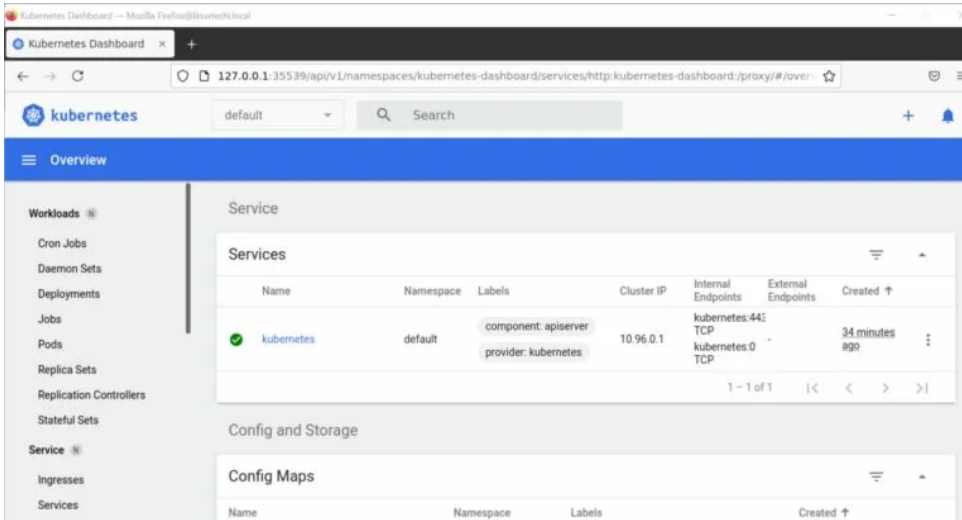 Kubernetes Dashboard — Mozilla Firefox@linuxtechi.local
Kubernetes Dashboard × +
127.0.0.1:35539/api/v1/namespaces/kubernetes-dashboard/services/http:kubernetes-dashboard:/proxy/#/over
kubernetes default Search
Overview
Workloads N
Cron Jobs
Daemon Sets
Deployments
Jobs
Pods
Replica Sets
Replication Controllers
Stateful Sets
Service N
Ingresses
Services
Service
Services
Name Namespace Labels Cluster IP Internal Endpoints External Endpoints Created ↑
kubernetes default component: apiserver provider: kubernetes 10.96.0.1 kubernetes:443 TCP kubernetes:0 TCP - 34 minutes ago
1 – 1 of 1
Config and Storage
Config Maps
Name Namespace Labels Created ↑